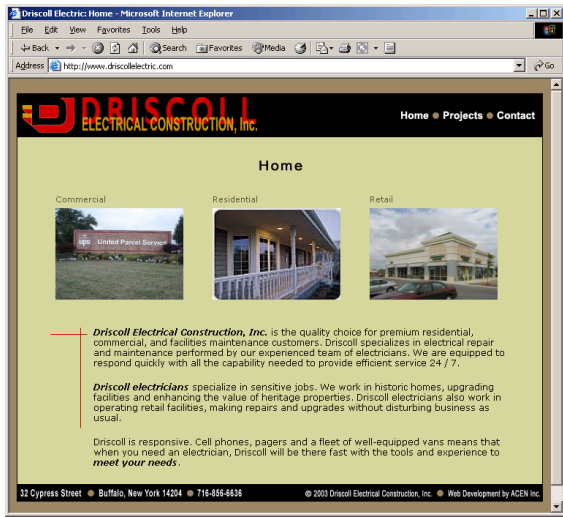 Driscoll Electric: Home - Microsoft Internet Explorer
File Edit View Favorites Tools Help
Back Search Favorites Media
Address http://www.driscollelectric.com Go
DRISCOLL
ELECTRICAL CONSTRUCTION, Inc.
Home Projects Contact
Home
Commercial Residential Retail
ups United Parcel Service
Driscoll Electrical Construction, Inc. is the quality choice for premium residential,
commercial, and facilities maintenance customers. Driscoll specializes in electrical repair
and maintenance performed by our experienced team of electricians. We are equipped to
respond quickly with all the capability needed to provide efficient service 24 / 7.
Driscoll electricians specialize in sensitive jobs. We work in historic homes, upgrading
facilities and enhancing the value of heritage properties. Driscoll electricians also work in
operating retail facilities, making repairs and upgrades without disturbing business as
usual.
Driscoll is responsive. Cell phones, pagers and a fleet of well-equipped vans means that
when you need an electrician, Driscoll will be there fast with the tools and experience to
meet your needs.
32 Cypress Street Buffalo, New York 14204 716-856-6636 © 2003 Driscoll Electrical Construction, Inc. Web Development by ACEN Inc.